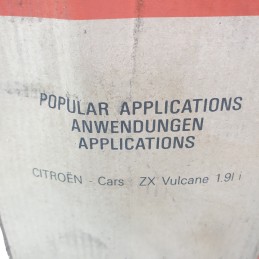 POPULAR APPLICATIONS
ANWENDUNGEN
APPLICATIONS
CITROËN - Cars ZX Vulcane 1.9l i